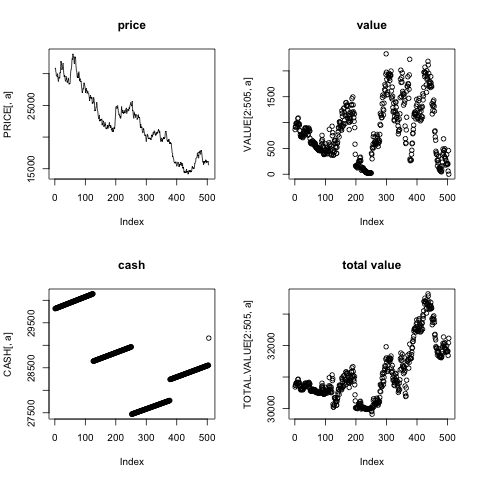 price
value
PRICE[, a]
15000
25000
0
100
200
300
400
500
Index
VALUE[2:505, a]
0
500
1500
0
100
200
300
400
500
Index
cash
total value
CASH[, a]
27500
28500
29500
0
100
200
300
400
500
Index
TOTAL.VALUE[2:505, a]
30000
32000
0
100
200
300
400
500
Index